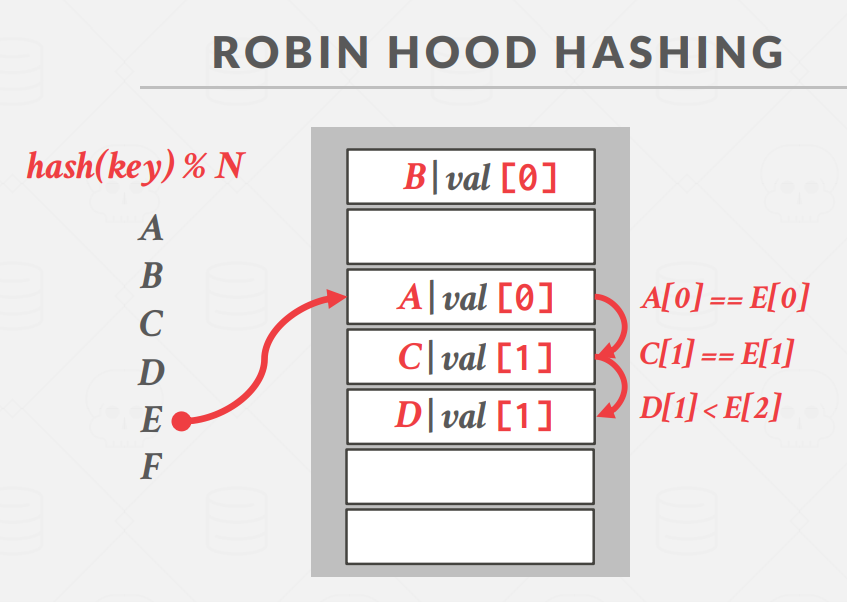 ROBIN HOOD HASHING
hash(key) % N
A
B
C
D
E
F
B|val [0]
A|val [0]
C|val [1]
D|val [1]
A[0] == E[0]
C[1] == E[1]
D[1] < E[2]